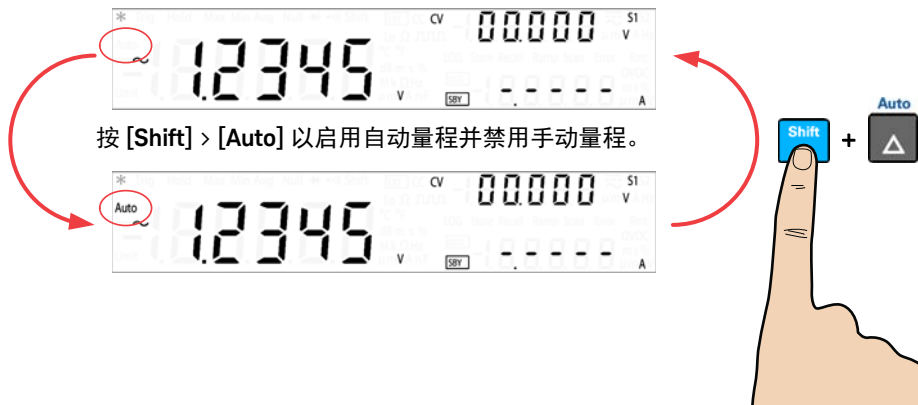 CV 00.000 S1 V
~ 1.2345 V SBY -.---- A
按 [Shift] > [Auto] 以启用自动量程并禁用手动量程。
CV 00.000 S1 V
Auto ~ 1.2345 V SBY -.---- A
Auto
Shift + △